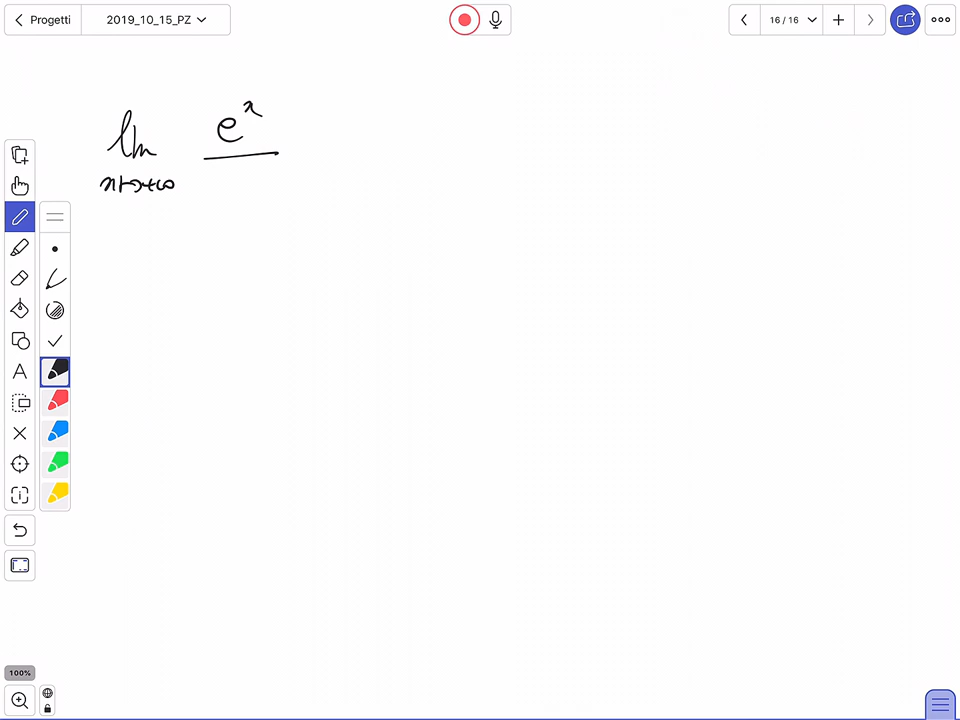 Progetti
2019_10_15_PZ
16 / 16
lim e^x
x→+∞
A
100%